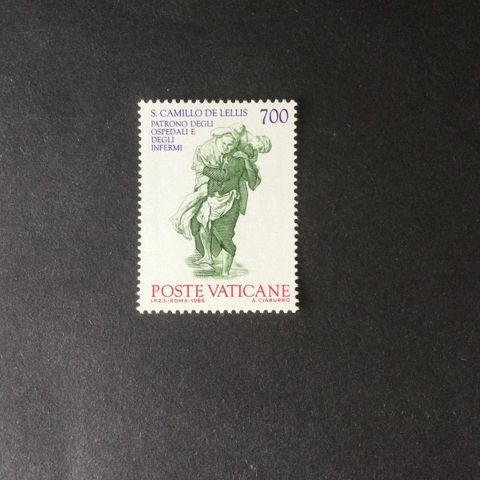 S. CAMILLO DE LELLIS 700
PATRONO DEGLI
OSPEDALI E
DEGLI
INFERMI
POSTE VATICANE
I.P.Z.S.-ROMA-1986 A. CIABURRO